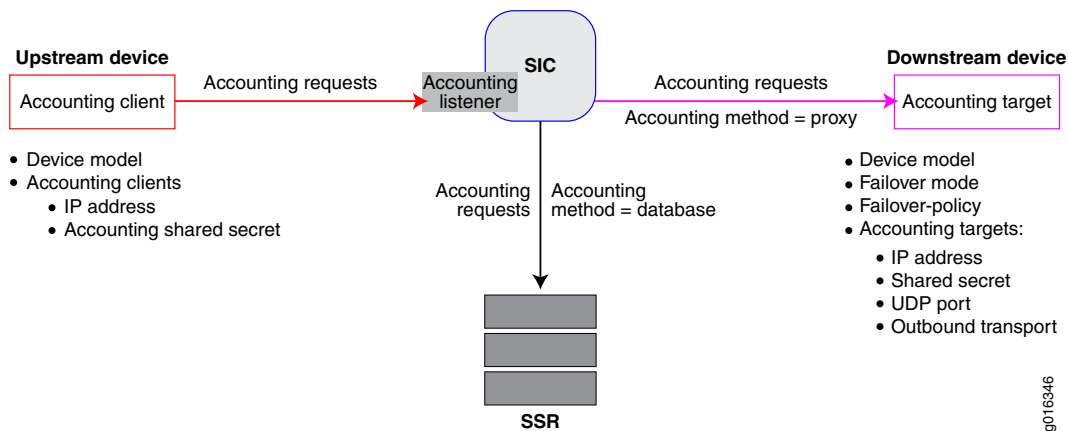 Upstream device
Accounting client
• Device model
• Accounting clients
• IP address
• Accounting shared secret
Accounting requests
Accounting
listener
SIC
Accounting requests
Accounting method = proxy
Accounting
requests
Accounting
method = database
SSR
Downstream device
Accounting target
• Device model
• Failover mode
• Failover-policy
• Accounting targets:
• IP address
• Shared secret
• UDP port
• Outbound transport
g016346